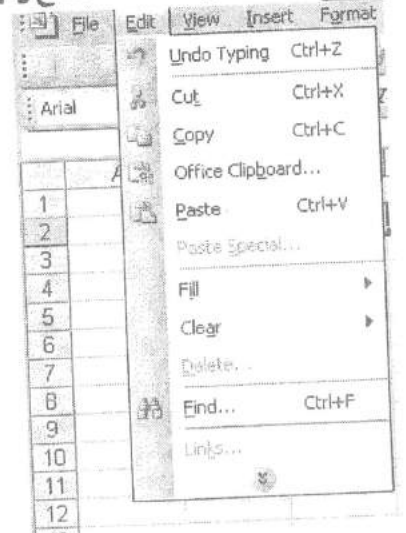 File Edit View Insert Format
Undo Typing Ctrl+Z
Arial
Cut Ctrl+X
Copy Ctrl+C
Office Clipboard...
1
Paste Ctrl+V
2
Paste Special...
3
4
Fill
5
Clear
6
7
Delete...
8
Find... Ctrl+F
9
10
Links...
11
12